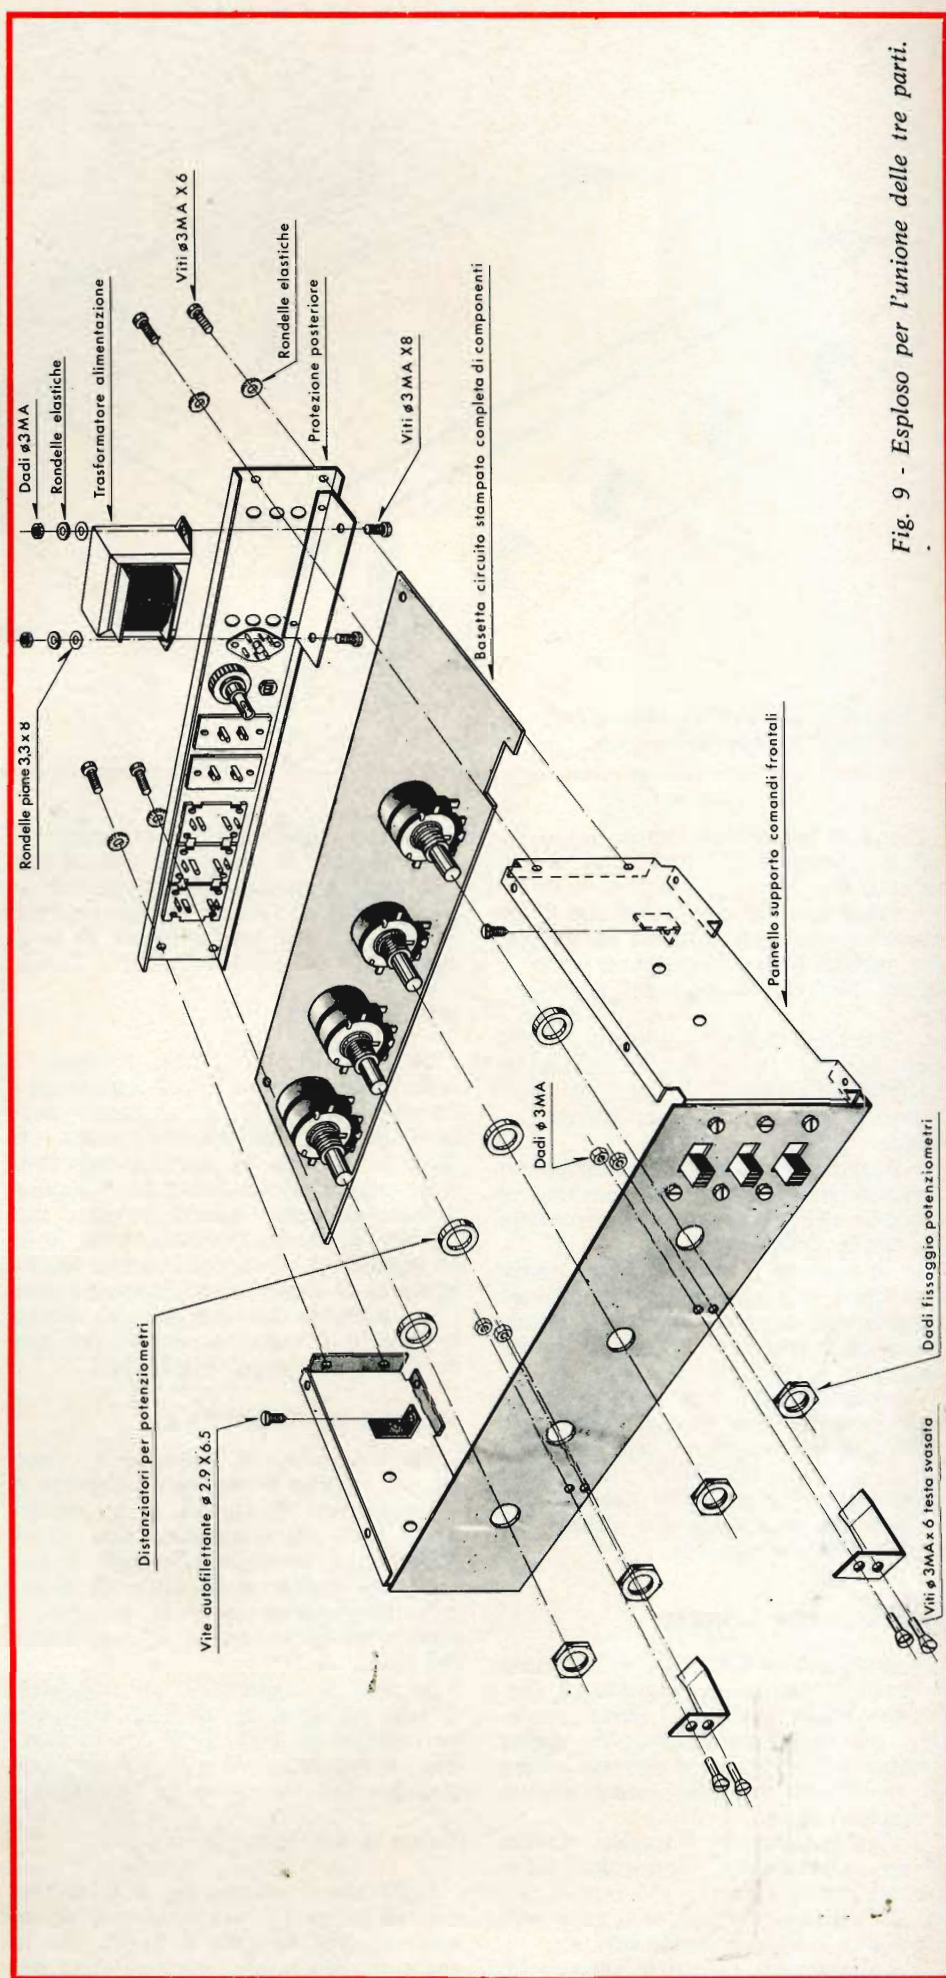 Dadi ø3MA
Rondelle elastiche
Trasformatore alimentazione
Viti ø3MA X6
Rondelle elastiche
Protezione posteriore
Viti ø3MA X8
Rondelle piane 3,3 x 8
Basetta circuito stampato completa di componenti
Distanziatori per potenziometri
Vite autofilettante ø 2.9 X 6.5
Dadi ø 3MA
Pannello supporto comandi frontali
Dadi fissaggio potenziometri
Viti ø 3MA x 6 testa svasata
Fig. 9 - Esploso per l'unione delle tre parti.